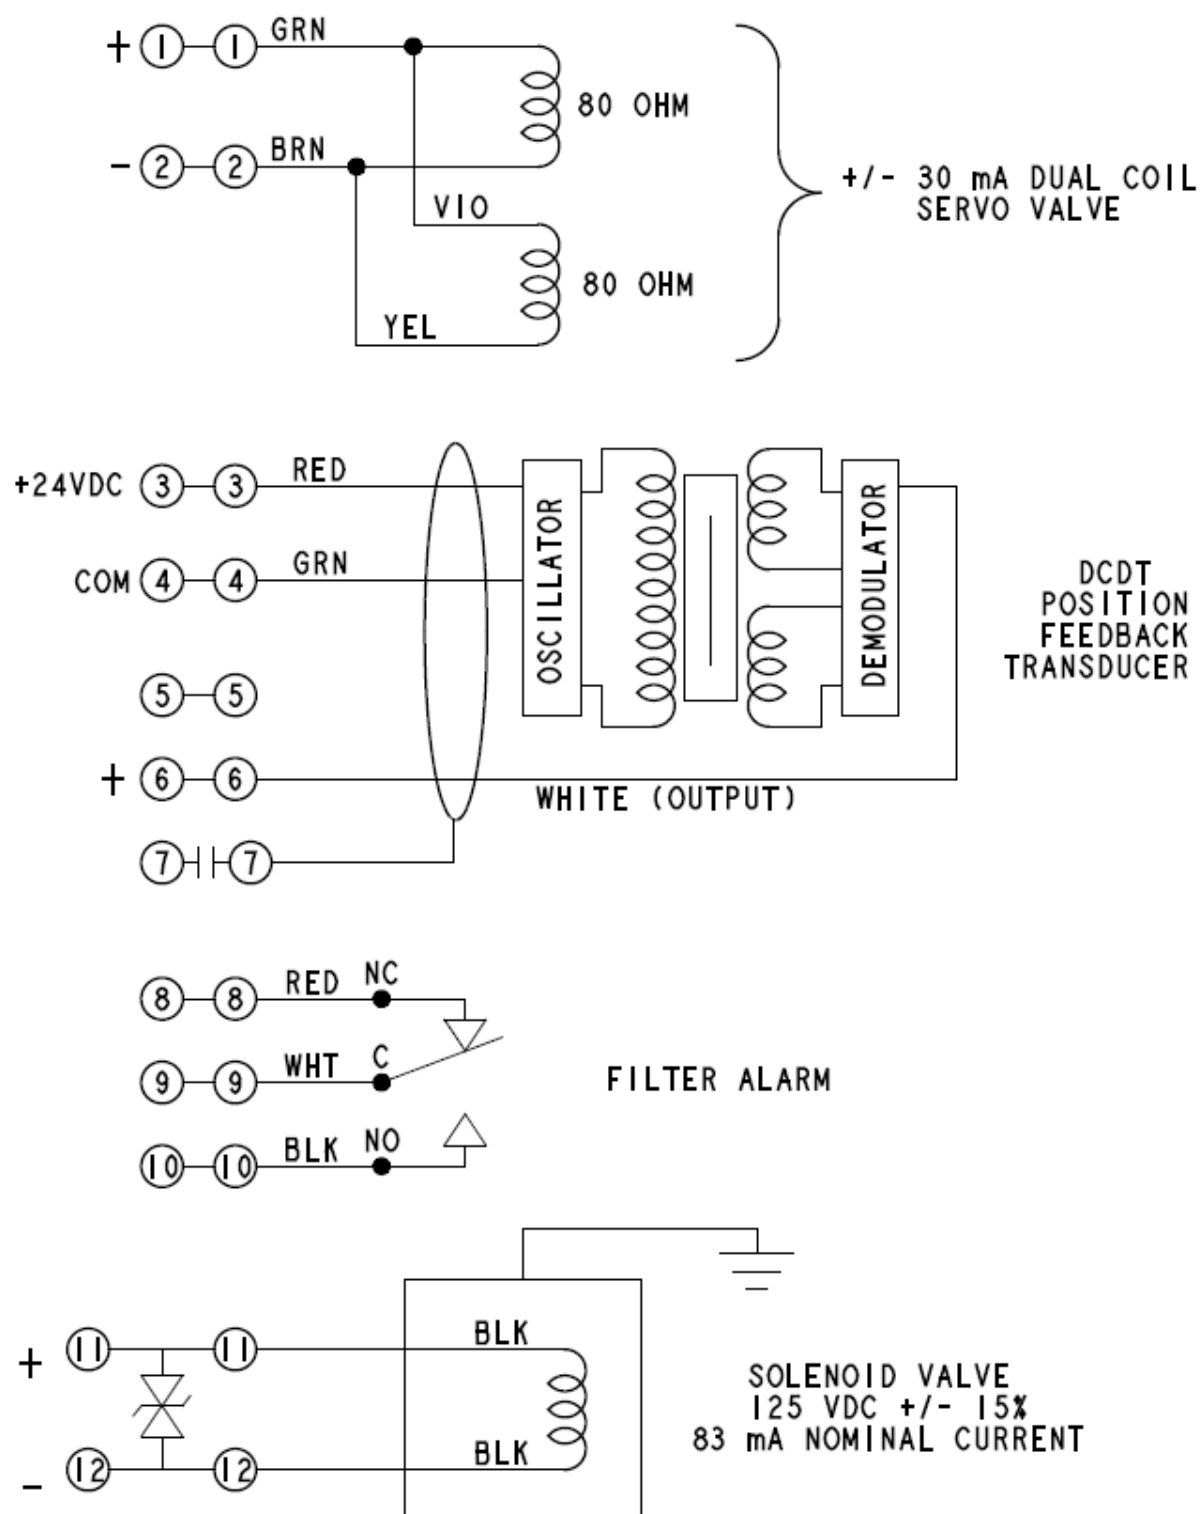 + 1 1 GRN
80 OHM
- 2 2 BRN
+/- 30 mA DUAL COIL
SERVO VALVE
VIO
80 OHM
YEL
+24VDC 3 3 RED
COM 4 4 GRN
OSCILLATOR
DEMODULATOR
DCDT
POSITION
FEEDBACK
TRANSDUCER
5 5
+ 6 6
WHITE (OUTPUT)
7 7
8 8 RED NC
9 9 WHT C
FILTER ALARM
10 10 BLK NO
+ 11 11 BLK
SOLENOID VALVE
125 VDC +/- 15%
83 mA NOMINAL CURRENT
- 12 12 BLK